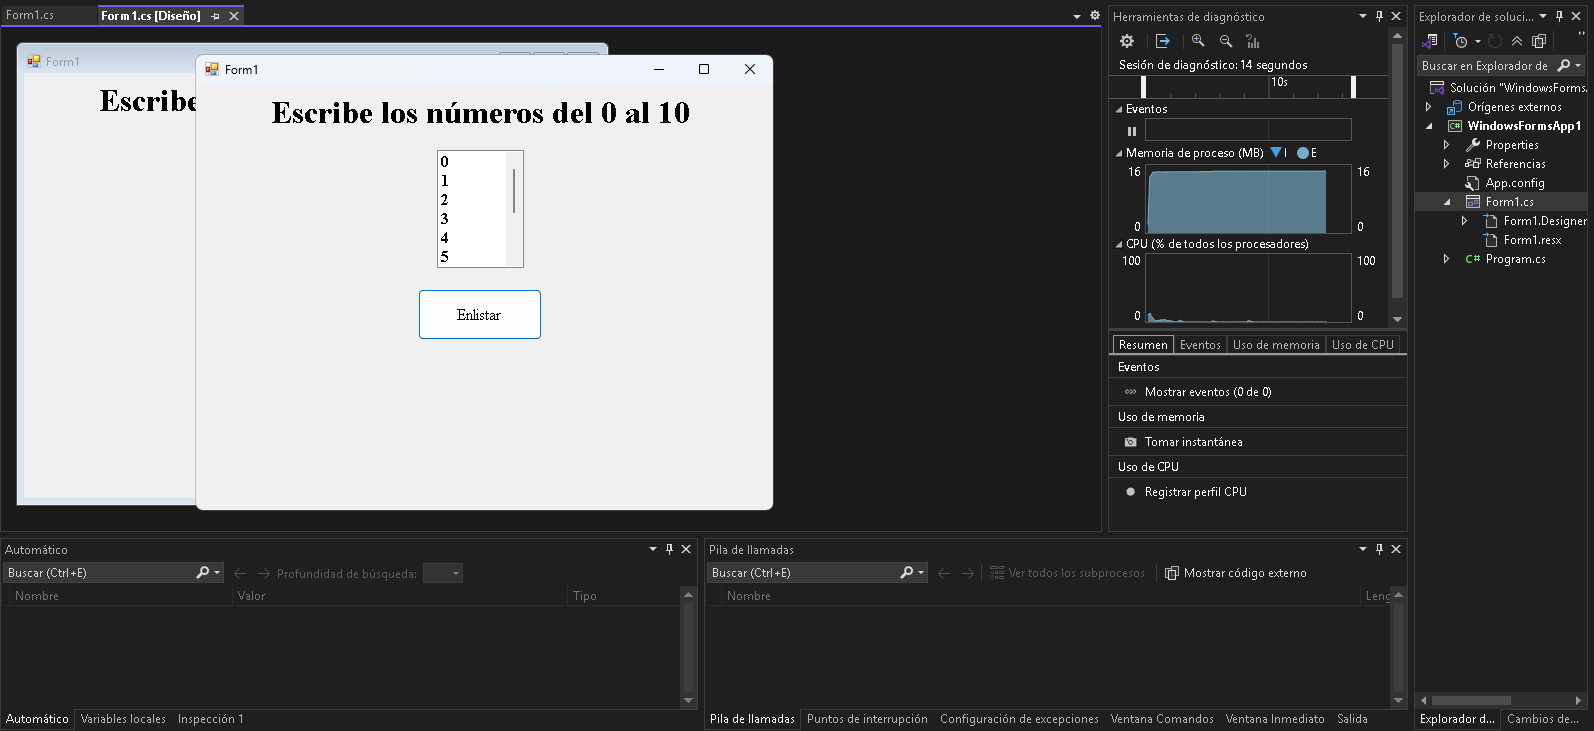 Form1.cs
Form1.cs [Diseño]
Form1
Escribe
Form1
Escribe los números del 0 al 10
0
1
2
3
4
5
Enlistar
Herramientas de diagnóstico
Sesión de diagnóstico: 14 segundos
10s
Eventos
Memoria de proceso (MB) I E
16 16
0 0
CPU (% de todos los procesadores)
100 100
0 0
Resumen Eventos Uso de memoria Uso de CPU
Eventos
Mostrar eventos (0 de 0)
Uso de memoria
Tomar instantánea
Uso de CPU
Registrar perfil CPU
Explorador de soluci...
Buscar en Explorador de
Solución "WindowsForms
Orígenes externos
C# WindowsFormsApp1
Properties
Referencias
App.config
Form1.cs
Form1.Designer
Form1.resx
C# Program.cs
Automático
Buscar (Ctrl+E) Profundidad de búsqueda:
Nombre Valor Tipo
Automático Variables locales Inspección 1
Pila de llamadas
Buscar (Ctrl+E) Ver todos los subprocesos Mostrar código externo
Nombre Leng
Pila de llamadas Puntos de interrupción Configuración de excepciones Ventana Comandos Ventana Inmediato Salida
Explorador d... Cambios de...